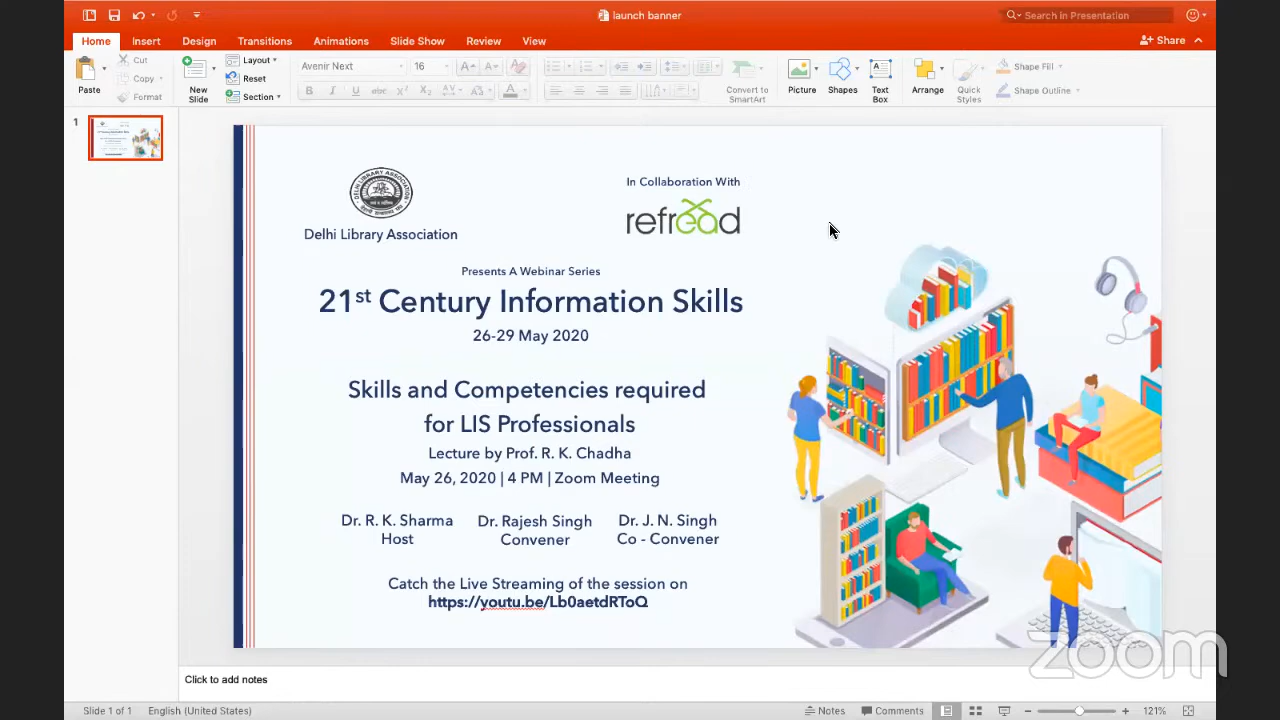 launch banner
Search in Presentation
Home Insert Design Transitions Animations Slide Show Review View
Share
Paste
Cut
Copy
Format
New Slide
Layout
Reset
Section
Avenir Next
16
Convert to SmartArt
Picture
Shapes
Text Box
Arrange
Quick Styles
Shape Fill
Shape Outline
1
Delhi Library Association
In Collaboration With
refread
Presents A Webinar Series
21st Century Information Skills
26-29 May 2020
Skills and Competencies required
for LIS Professionals
Lecture by Prof. R. K. Chadha
May 26, 2020 | 4 PM | Zoom Meeting
Dr. R. K. Sharma
Host
Dr. Rajesh Singh
Convener
Dr. J. N. Singh
Co - Convener
Catch the Live Streaming of the session on
https://youtu.be/Lb0aetdRToQ
zoom
Click to add notes
Slide 1 of 1
English (United States)
Notes
Comments
121%